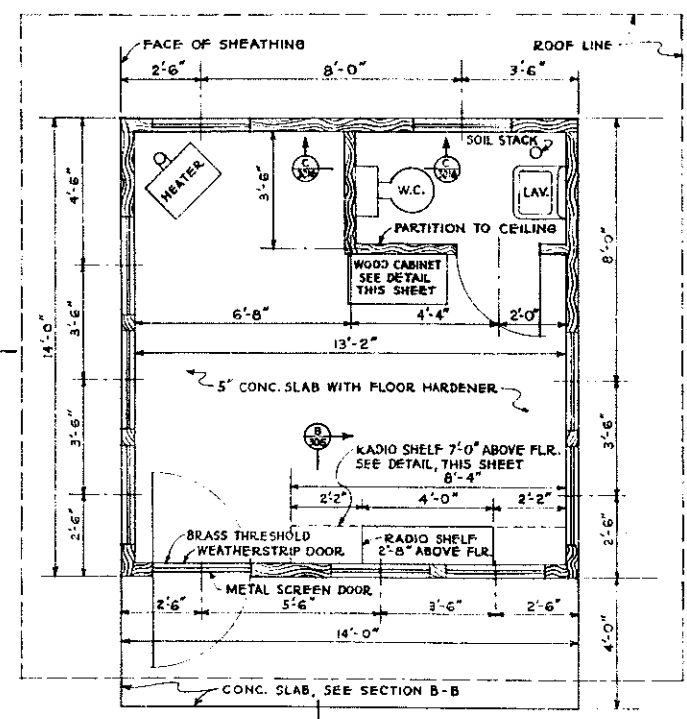 FACE OF SHEATHING
ROOF LINE
2'-6"
8'-0"
3'-6"
SOIL STACK
C
C
HEATER
W.C.
LAV.
4'-6"
3'-6"
8'-0"
PARTITION TO CEILING
WOOD CABINET
SEE DETAIL
THIS SHEET
6'-8"
4'-4"
2'-0"
13'-2"
14'-0"
3'-6"
5" CONC. SLAB WITH FLOOR HARDENER
B
306
RADIO SHELF 7'-0" ABOVE FLR.
SEE DETAIL, THIS SHEET
8'-4"
3'-6"
3'-6"
2'-2"
4'-0"
2'-2"
2'-6"
2'-6"
BRASS THRESHOLD
WEATHERSTRIP DOOR
RADIO SHELF
2'-8" ABOVE FLR.
METAL SCREEN DOOR
2'-6"
5'-6"
3'-6"
2'-6"
14'-0"
4'-0"
CONC. SLAB, SEE SECTION B-B